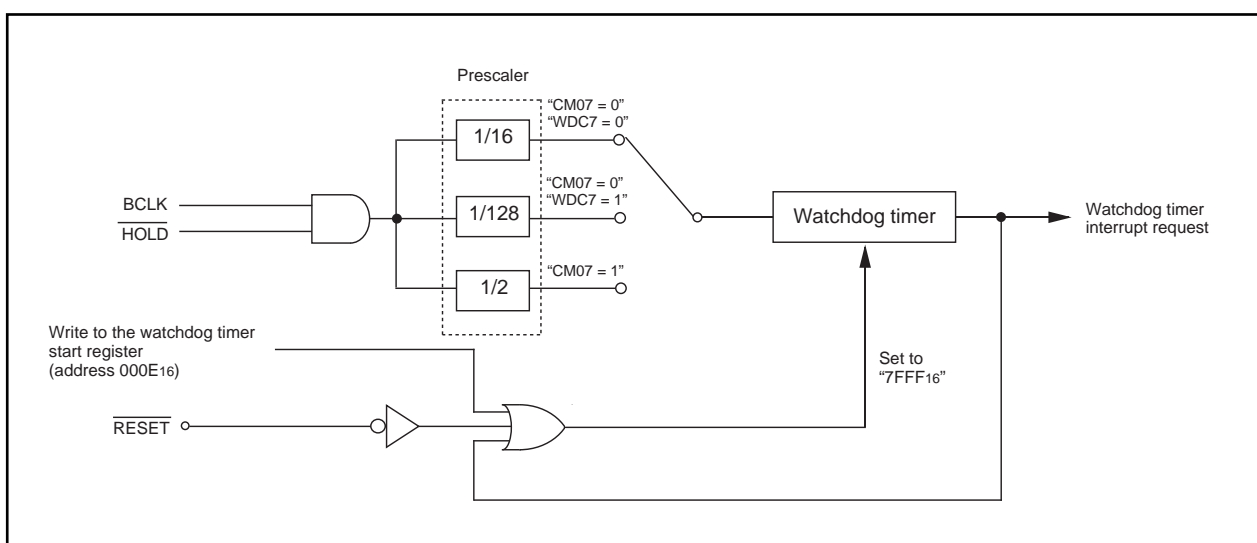 Prescaler
“CM07 = 0”
“WDC7 = 0”
1/16
“CM07 = 0”
“WDC7 = 1”
BCLK
HOLD
1/128
Watchdog timer
Watchdog timer
interrupt request
“CM07 = 1”
1/2
Write to the watchdog timer
start register
(address 000E16)
Set to
“7FFF16”
RESET